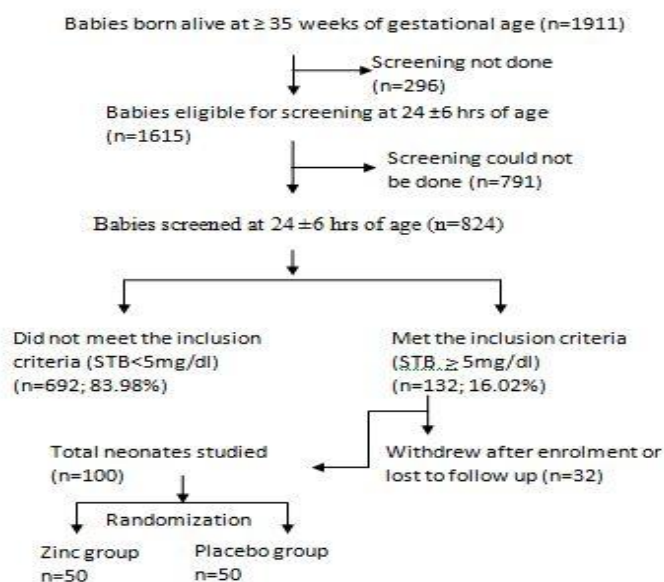 Babies born alive at ≥ 35 weeks of gestational age (n=1911)
Screening not done
(n=296)
Babies eligible for screening at 24 ±6 hrs of age
(n=1615)
Screening could not
be done (n=791)
Babies screened at 24 ±6 hrs of age (n=824)
Did not meet the inclusion
criteria (STB<5mg/dl)
(n=692; 83.98%)
Met the inclusion criteria
(STB ≥ 5mg/dl)
(n=132; 16.02%)
Total neonates studied
(n=100)
Withdrew after enrolment or
lost to follow up (n=32)
Randomization
Zinc group
n=50
Placebo group
n=50